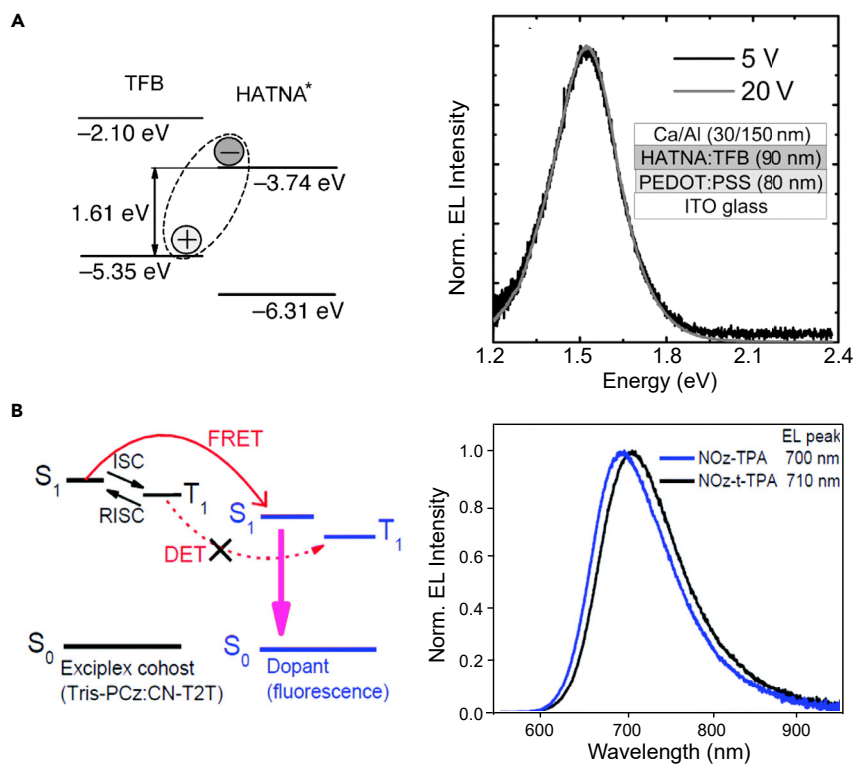 A
TFB
HATNA*
−2.10 eV
−
−3.74 eV
1.61 eV
+
−5.35 eV
−6.31 eV
Norm. EL Intensity
5 V
20 V
Ca/Al (30/150 nm)
HATNA:TFB (90 nm)
PEDOT:PSS (80 nm)
ITO glass
1.2 1.5 1.8 2.1 2.4
Energy (eV)
B
FRET
S1
ISC
T1
RISC
S1
T1
DET
S0
S0
Exciplex cohost
(Tris-PCz:CN-T2T)
Dopant
(fluorescence)
Norm. EL Intensity
EL peak
NOz-TPA 700 nm
NOz-t-TPA 710 nm
1.0
0.8
0.6
0.4
0.2
0.0
600 700 800 900
Wavelength (nm)